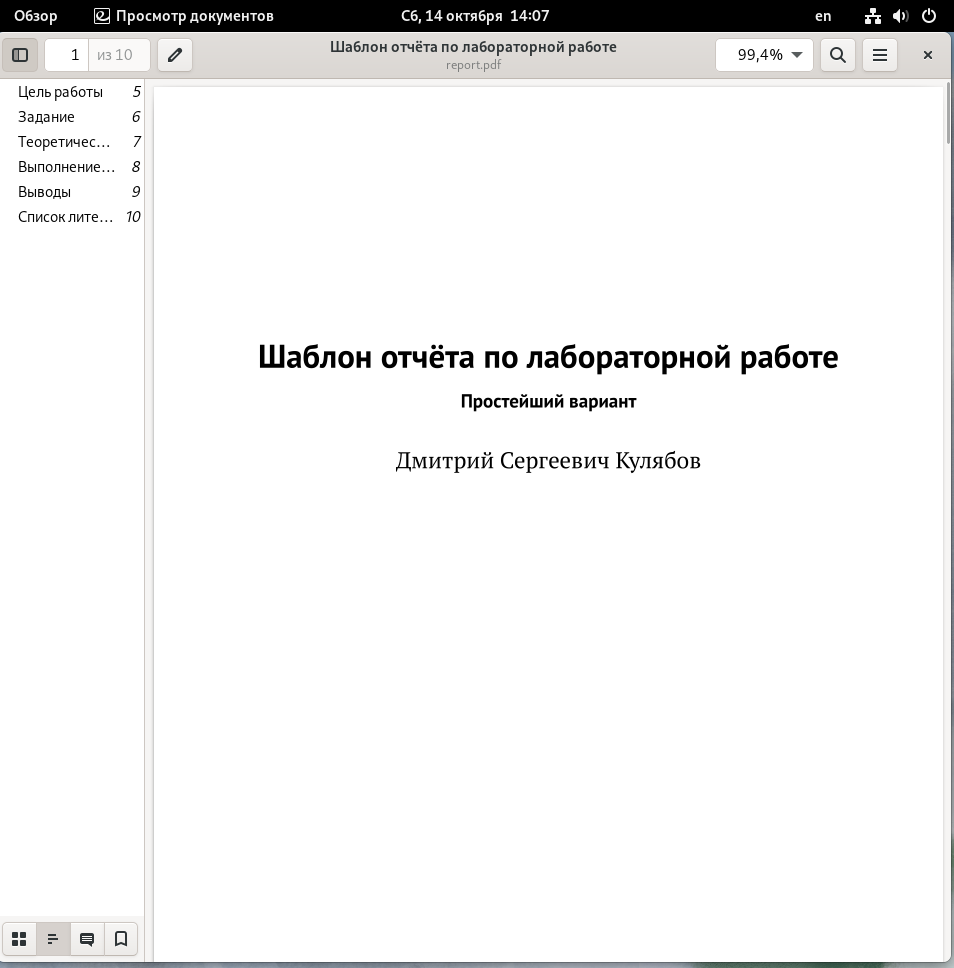 Обзор
Просмотр документов
Сб, 14 октября 14:07
en
1
из 10
Шаблон отчёта по лабораторной работе
report.pdf
99,4%
Цель работы 5
Задание 6
Теоретичес… 7
Выполнение… 8
Выводы 9
Список лите… 10
Шаблон отчёта по лабораторной работе
Простейший вариант
Дмитрий Сергеевич Кулябов